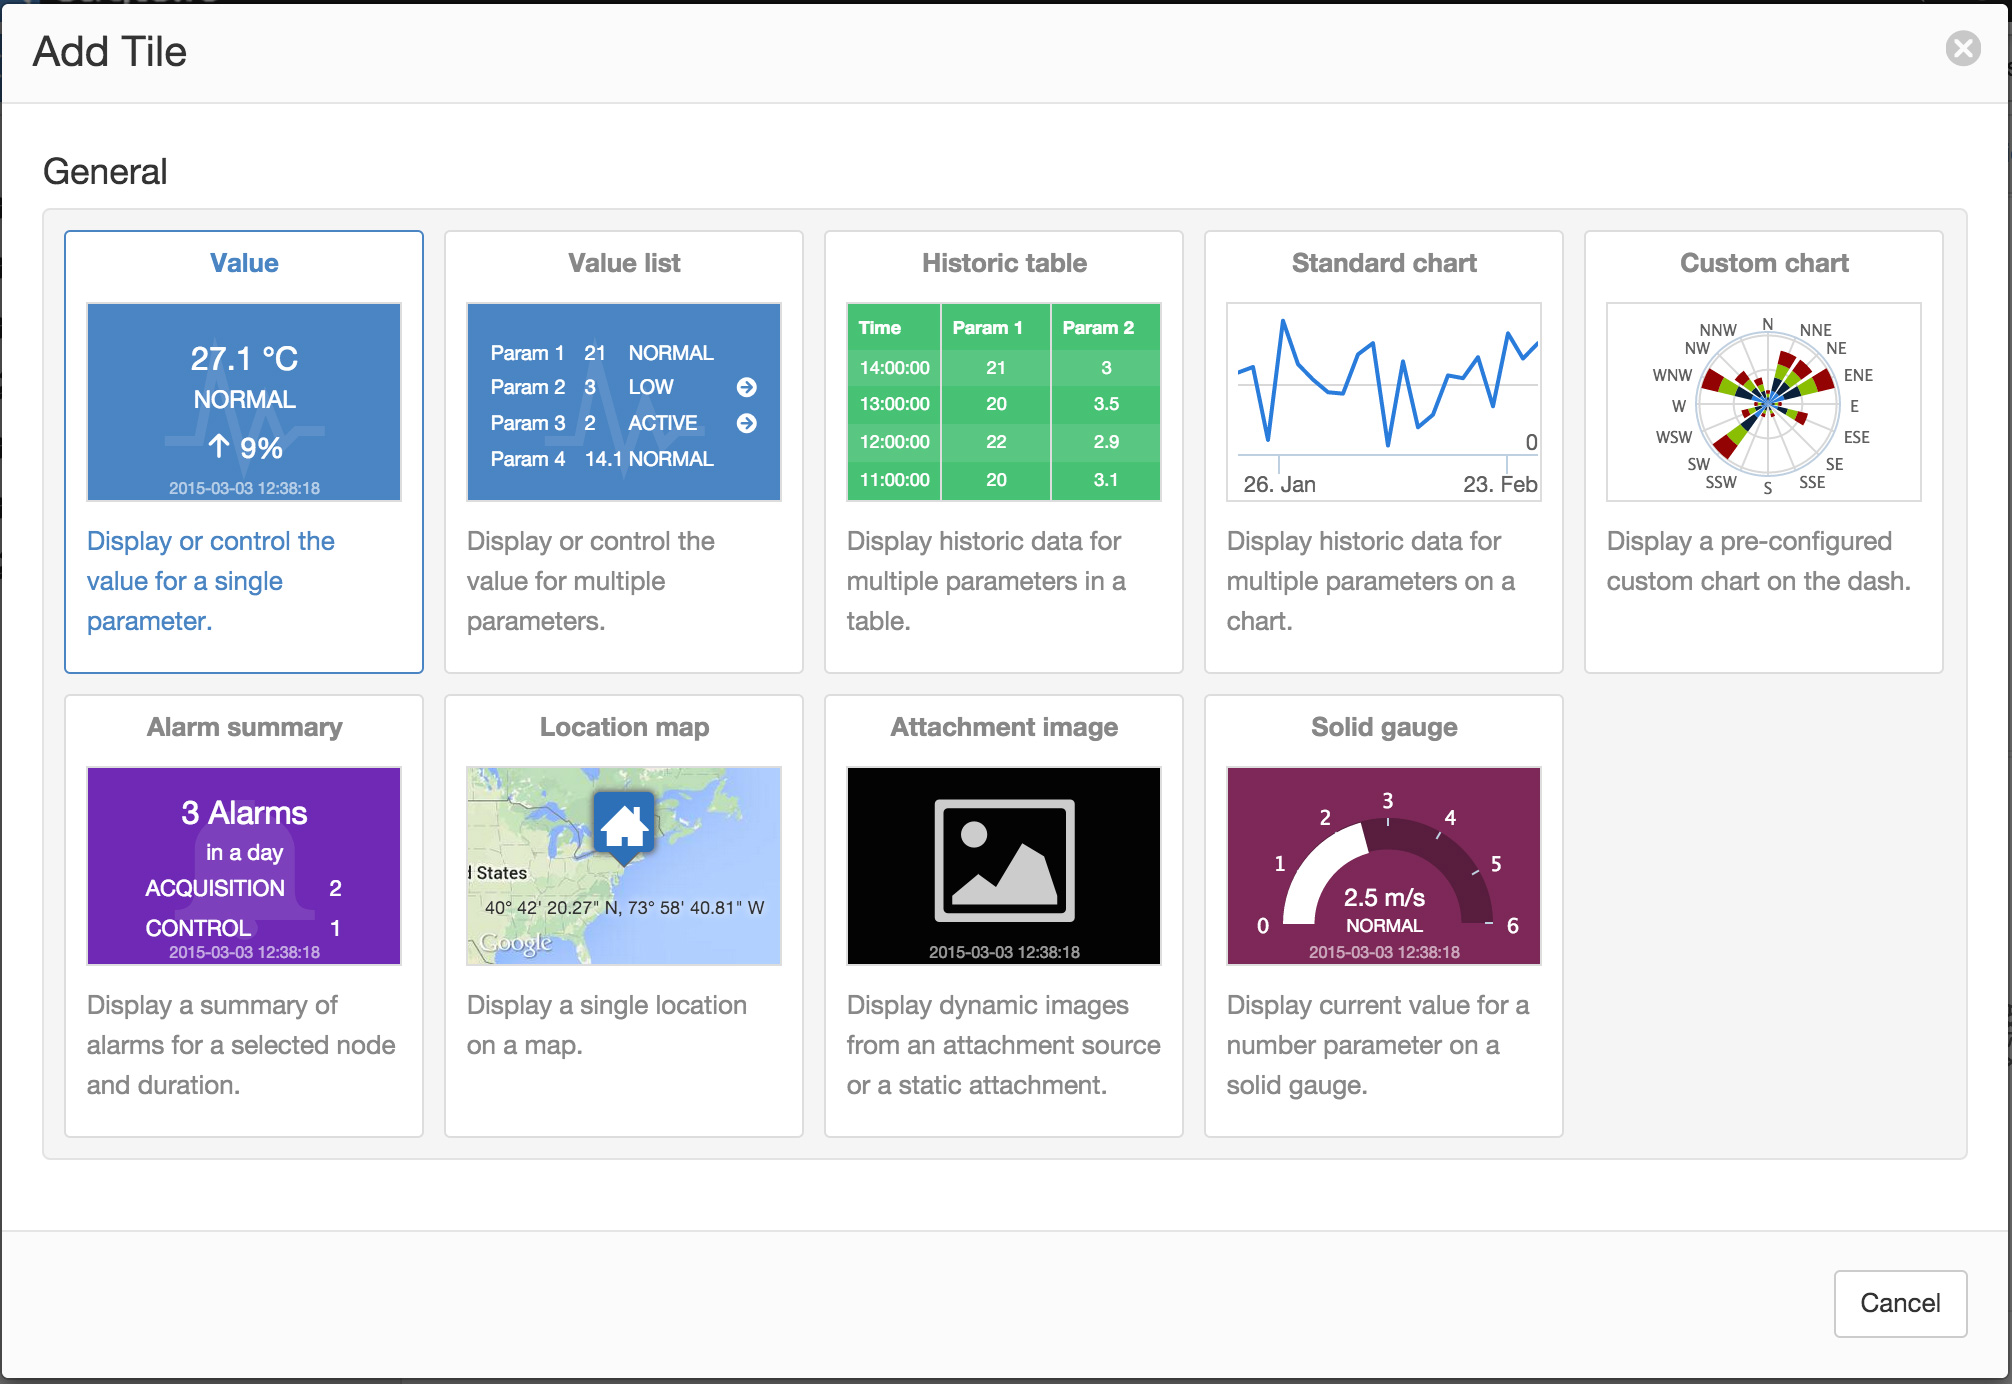 Add Tile
General
Value
27.1 °C
NORMAL
↑ 9%
2015-03-03 12:38:18
Display or control the
value for a single
parameter.
Value list
Param 1 21 NORMAL
Param 2 3 LOW
Param 3 2 ACTIVE
Param 4 14.1 NORMAL
Display or control the
value for multiple
parameters.
Historic table
Time Param 1 Param 2
14:00:00 21 3
13:00:00 20 3.5
12:00:00 22 2.9
11:00:00 20 3.1
Display historic data for
multiple parameters in a
table.
Standard chart
0
26. Jan 23. Feb
Display historic data for
multiple parameters on a
chart.
Custom chart
N
NNW NNE
NW NE
WNW ENE
W E
WSW ESE
SW SE
SSW SSE
S
Display a pre-configured
custom chart on the dash.
Alarm summary
3 Alarms
in a day
ACQUISITION 2
CONTROL 1
2015-03-03 12:38:18
Display a summary of
alarms for a selected node
and duration.
Location map
d States
40° 42' 20.27" N, 73° 58' 40.81" W
Google
Display a single location
on a map.
Attachment image
2015-03-03 12:38:18
Display dynamic images
from an attachment source
or a static attachment.
Solid gauge
3
2 4
1 5
0 6
2.5 m/s
NORMAL
2015-03-03 12:38:18
Display current value for a
number parameter on a
solid gauge.
Cancel